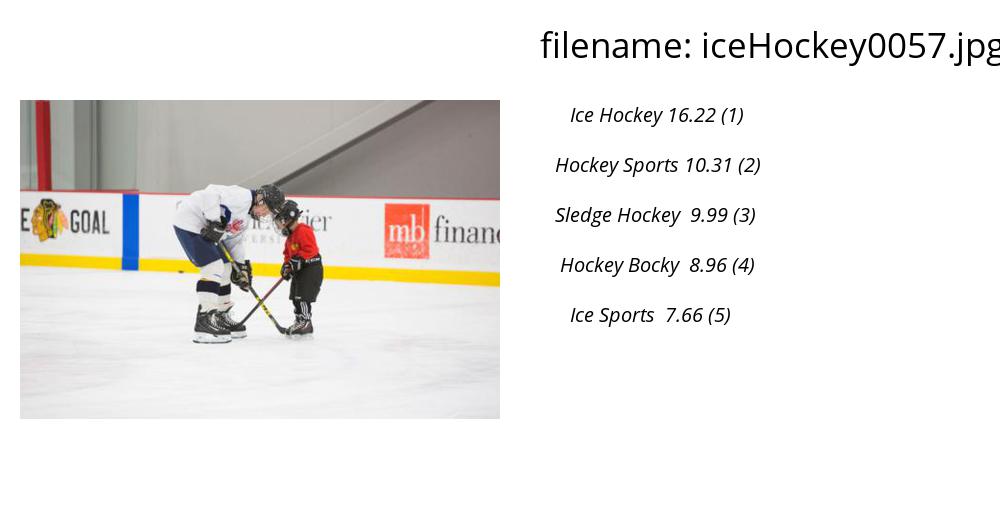 filename: iceHockey0057.jpg
Ice Hockey 16.22 (1)
Hockey Sports 10.31 (2)
Sledge Hockey 9.99 (3)
Hockey Bocky 8.96 (4)
Ice Sports 7.66 (5)
GOAL
mb financ